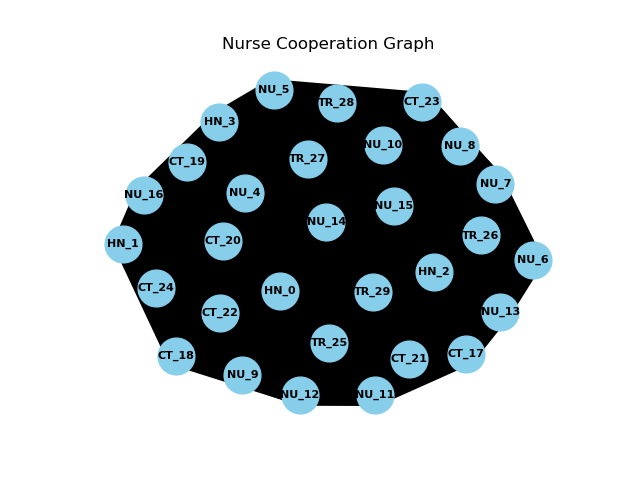 Nurse Cooperation Graph
NU_5
TR_28
CT_23
HN_3
NU_10
NU_8
CT_19
TR_27
NU_7
NU_16
NU_4
NU_15
NU_14
TR_26
HN_1
CT_20
NU_6
HN_2
CT_24
HN_0
TR_29
CT_22
NU_13
TR_25
CT_18
CT_21
CT_17
NU_9
NU_12
NU_11